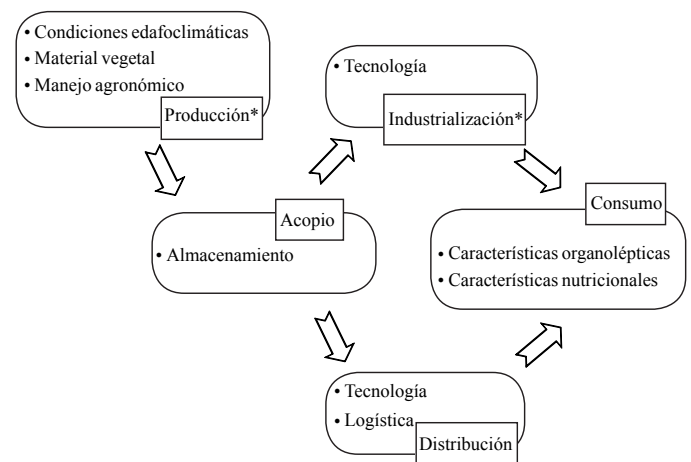 • Condiciones edafoclimáticas
• Material vegetal
• Manejo agronómico
Producción*
• Tecnología
Industrialización*
Acopio
• Almacenamiento
Consumo
• Características organolépticas
• Características nutricionales
• Tecnología
• Logística
Distribución